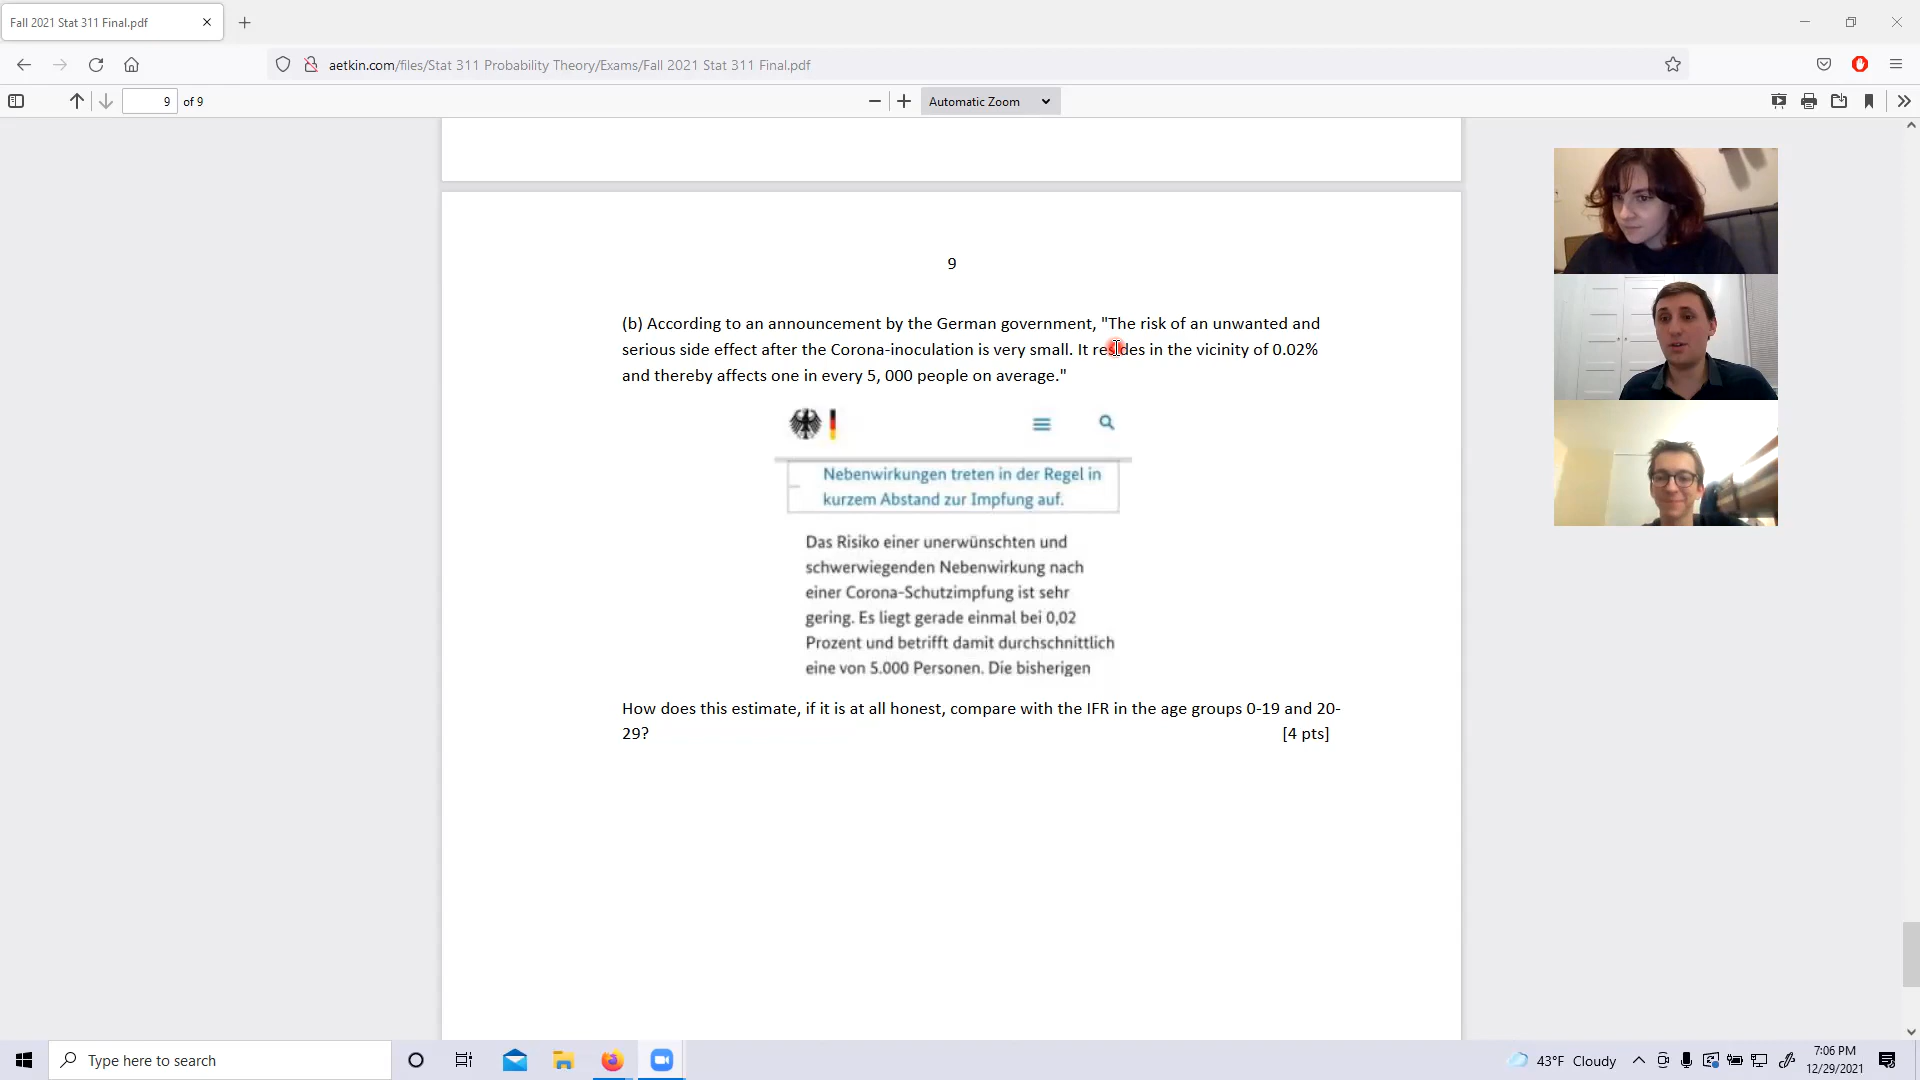 Fall 2021 Stat 311 Final.pdf
aetkin.com/files/Stat 311 Probability Theory/Exams/Fall 2021 Stat 311 Final.pdf
9 of 9
Automatic Zoom
9
(b) According to an announcement by the German government, "The risk of an unwanted and
serious side effect after the Corona-inoculation is very small. It resides in the vicinity of 0.02%
and thereby affects one in every 5, 000 people on average."
Nebenwirkungen treten in der Regel in
kurzem Abstand zur Impfung auf.
Das Risiko einer unerwünschten und
schwerwiegenden Nebenwirkung nach
einer Corona-Schutzimpfung ist sehr
gering. Es liegt gerade einmal bei 0,02
Prozent und betrifft damit durchschnittlich
eine von 5.000 Personen. Die bisherigen
How does this estimate, if it is at all honest, compare with the IFR in the age groups 0-19 and 20-
29? [4 pts]
Type here to search
43°F Cloudy
7:06 PM
12/29/2021